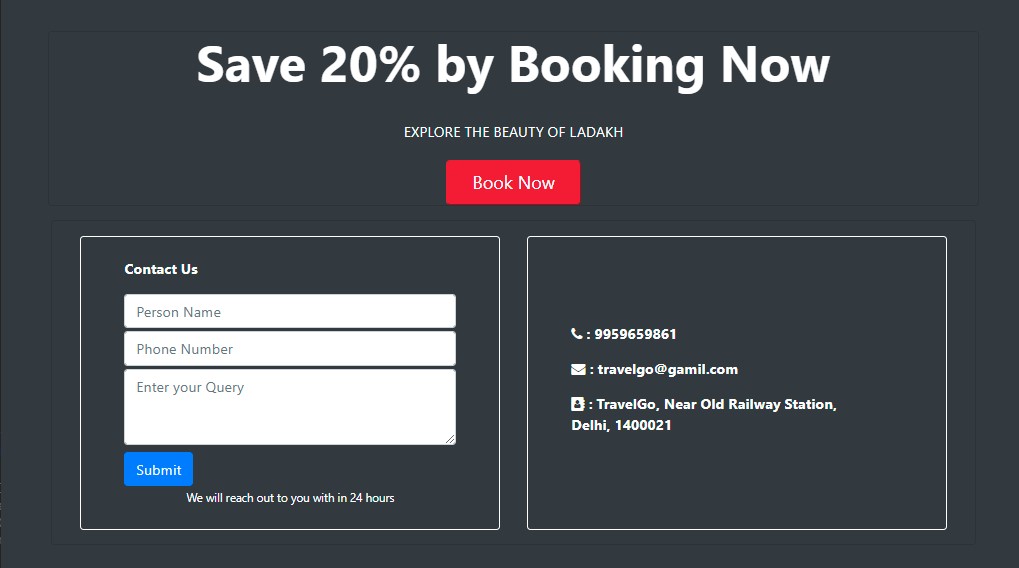 Save 20% by Booking Now
EXPLORE THE BEAUTY OF LADAKH
Book Now
Contact Us
Person Name
Phone Number
Enter your Query
Submit
We will reach out to you with in 24 hours
: 9959659861
: travelgo@gamil.com
: TravelGo, Near Old Railway Station,
Delhi, 1400021